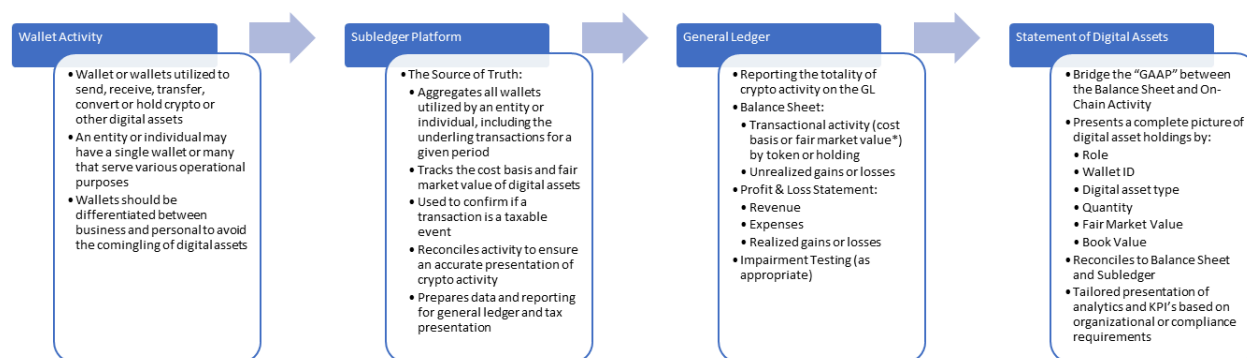 Wallet Activity
• Wallet or wallets utilized to
send, receive, transfer,
convert or hold crypto or
other digital assets
• An entity or individual may
have a single wallet or many
that serve various operational
purposes
• Wallets should be
differentiated between
business and personal to avoid
the comingling of digital assets
Subledger Platform
• The Source of Truth:
• Aggregates all wallets
utilized by an entity or
individual, including the
underling transactions for a
given period
• Tracks the cost basis and fair
market value of digital assets
• Used to confirm if a
transaction is a taxable
event
• Reconciles activity to ensure
an accurate presentation of
crypto activity
• Prepares data and reporting
for general ledger and tax
presentation
General Ledger
• Reporting the totality of
crypto activity on the GL
• Balance Sheet:
• Transactional activity (cost
basis or fair market value*)
by token or holding
• Unrealized gains or losses
• Profit & Loss Statement:
• Revenue
• Expenses
• Realized gains or losses
• Impairment Testing (as
appropriate)
Statement of Digital Assets
• Bridge the “GAAP” between
the Balance Sheet and On-
Chain Activity
• Presents a complete picture of
digital asset holdings by:
• Role
• Wallet ID
• Digital asset type
• Quantity
• Fair Market Value
• Book Value
• Reconciles to Balance Sheet
and Subledger
• Tailored presentation of
analytics and KPI's based on
organizational or compliance
requirements